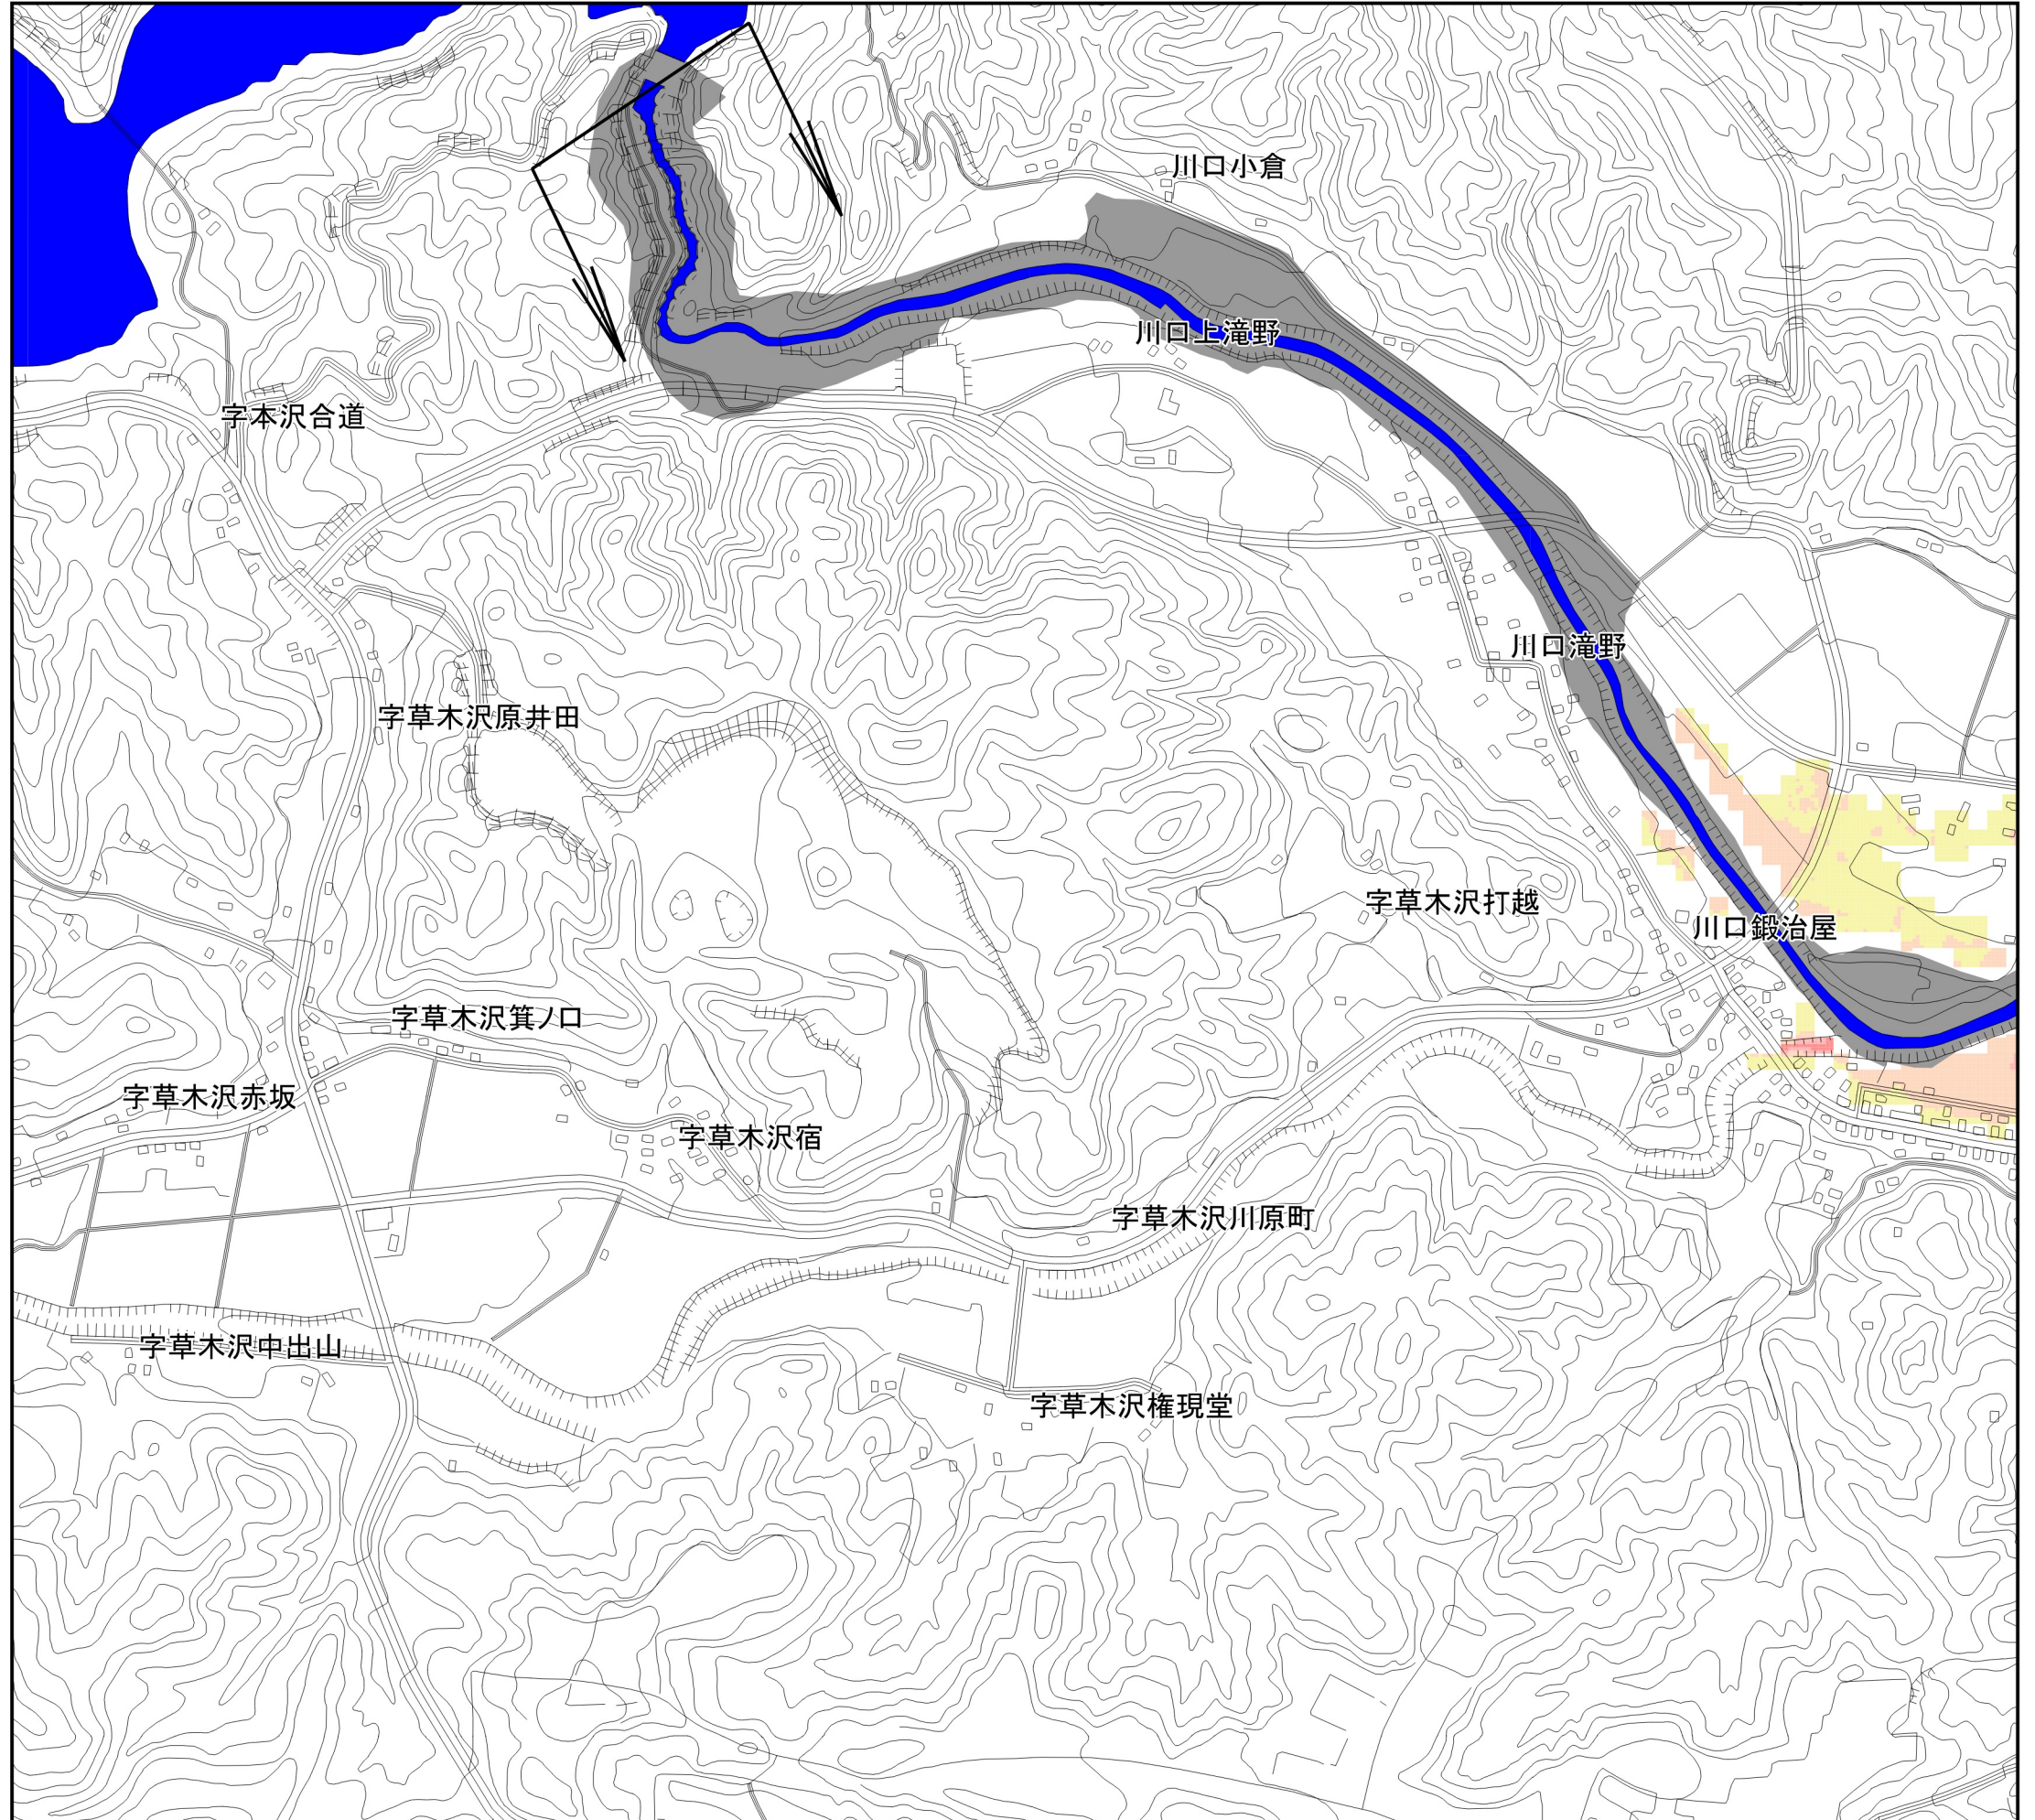 川口小倉
川口上滝野
字本沢合道
川口滝野
字草木沢原井田
字草木沢打越
川口鍛治屋
字草木沢箕ノ口
字草木沢赤坂
字草木沢宿
字草木沢川原町
字草木沢中出山
字草木沢権現堂